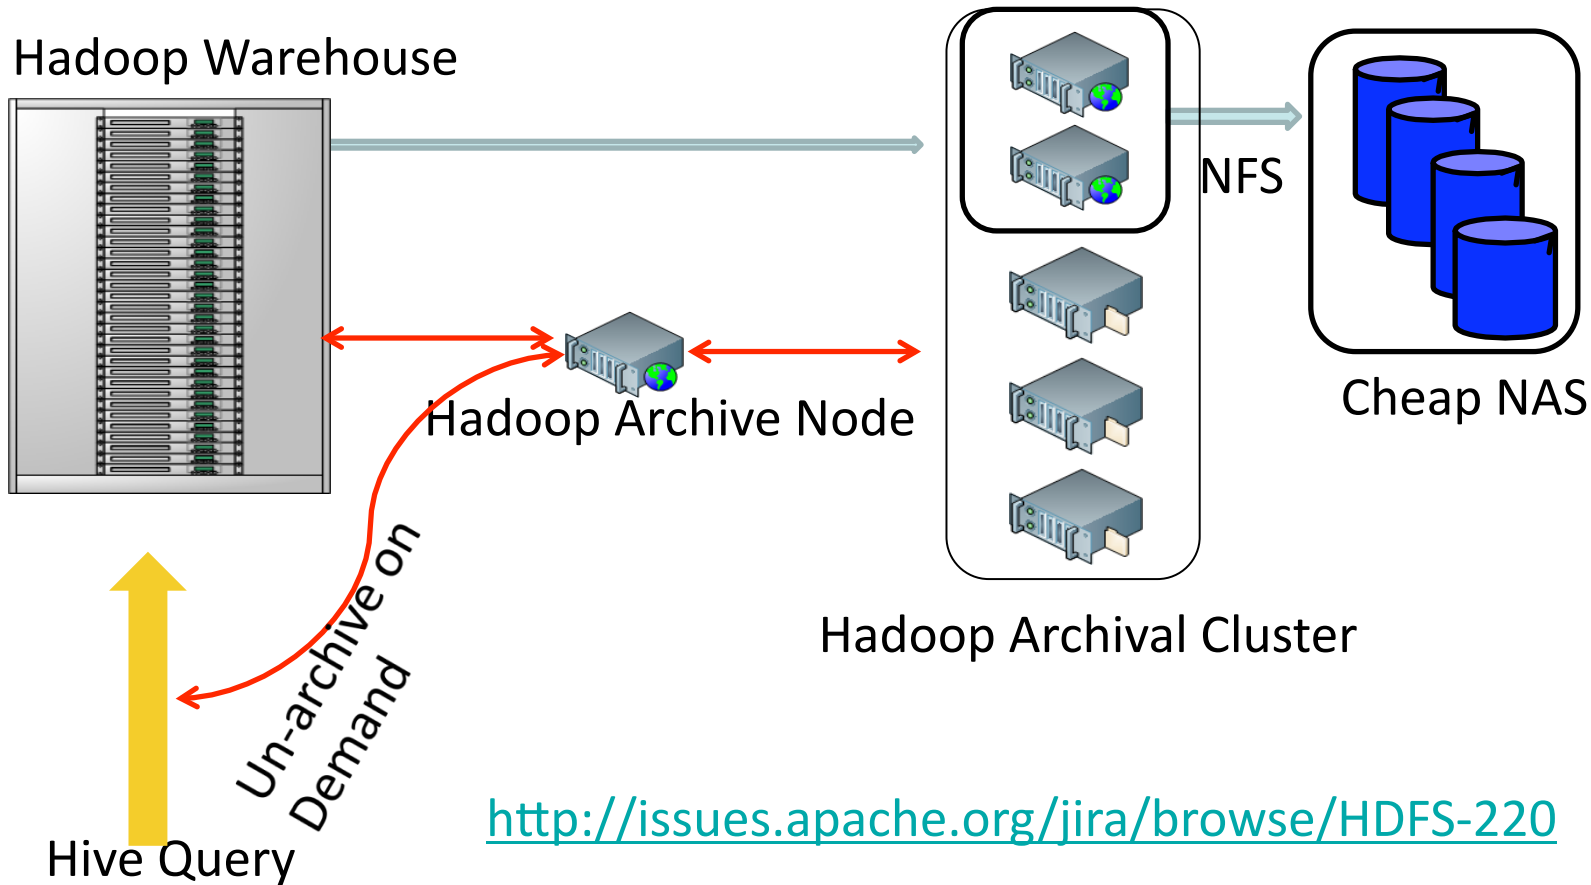 Hadoop Warehouse
NFS
Cheap NAS
Hadoop Archive Node
Un-archive on
Demand
Hadoop Archival Cluster
http://issues.apache.org/jira/browse/HDFS-220
Hive Query